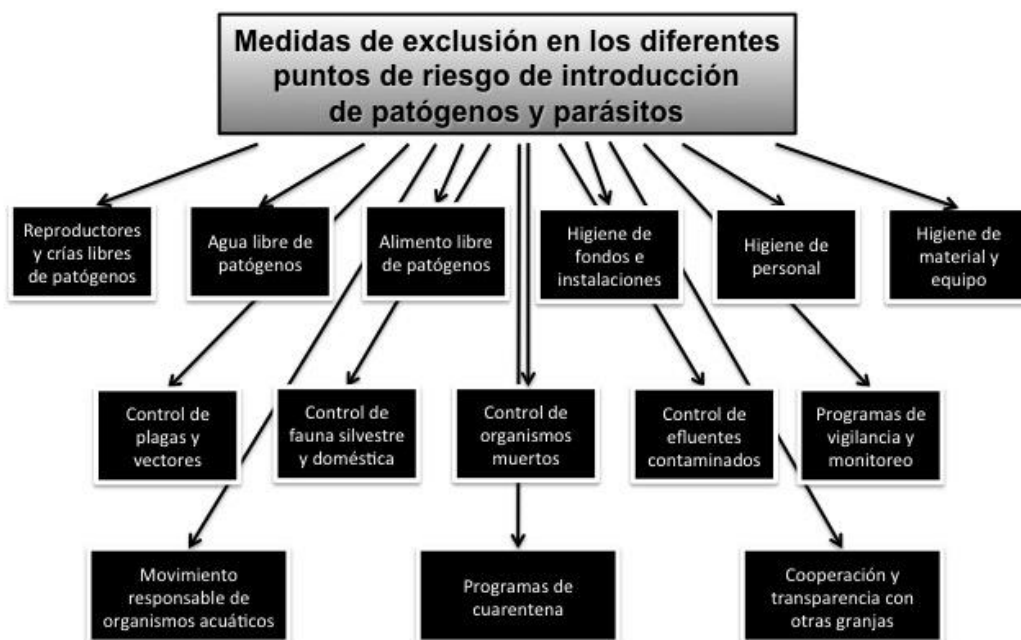 Medidas de exclusión en los diferentes
puntos de riesgo de introducción
de patógenos y parásitos
Reproductores
y crías libres
de patógenos
Agua libre de
patógenos
Alimento libre
de patógenos
Higiene de
fondos e
instalaciones
Higiene de
personal
Higiene de
material y
equipo
Control de
plagas y
vectores
Control de
fauna silvestre
y doméstica
Control de
organismos
muertos
Control de
efluentes
contaminados
Programas de
vigilancia y
monitoreo
Movimiento
responsable de
organismos acuáticos
Programas de
cuarentena
Cooperación y
transparencia con
otras granjas